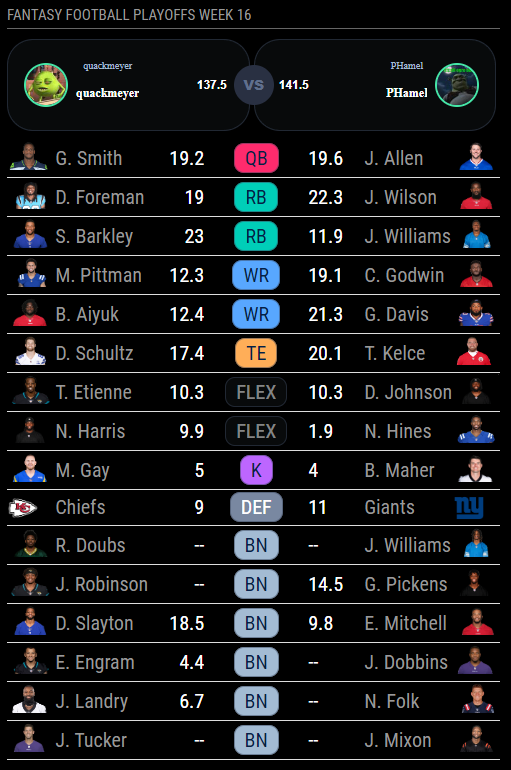 FANTASY FOOTBALL PLAYOFFS WEEK 16
quackmeyer PHamel
quackmeyer 137.5 VS 141.5 PHamel
G. Smith 19.2 QB 19.6 J. Allen
D. Foreman 19 RB 22.3 J. Wilson
S. Barkley 23 RB 11.9 J. Williams
M. Pittman 12.3 WR 19.1 C. Godwin
B. Aiyuk 12.4 WR 21.3 G. Davis
D. Schultz 17.4 TE 20.1 T. Kelce
T. Etienne 10.3 FLEX 10.3 D. Johnson
N. Harris 9.9 FLEX 1.9 N. Hines
M. Gay 5 K 4 B. Maher
Chiefs 9 DEF 11 Giants
R. Doubs -- BN -- J. Williams
J. Robinson -- BN 14.5 G. Pickens
D. Slayton 18.5 BN 9.8 E. Mitchell
E. Engram 4.4 BN -- J. Dobbins
J. Landry 6.7 BN -- N. Folk
J. Tucker -- BN -- J. Mixon